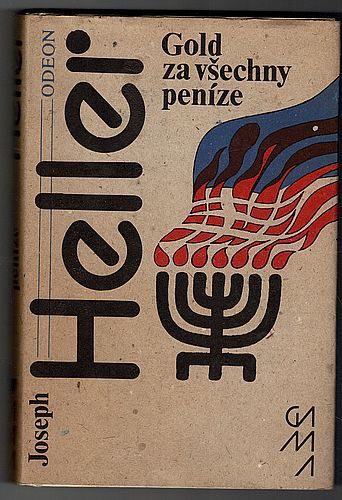 Joseph
Heller
ODEON
Gold
za všechny
peníze
GAMA